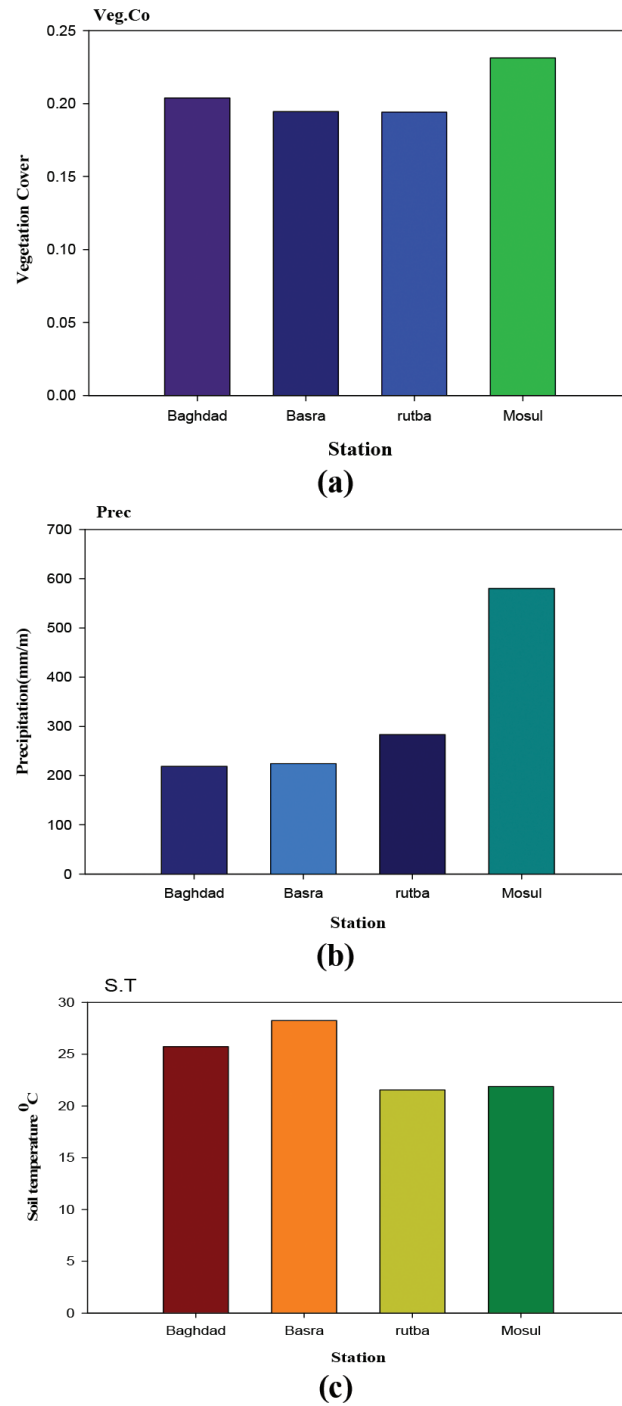 Veg.Co
0.25
0.20
0.15
0.10
0.05
0.00
Vegetation Cover
Baghdad Basra rutba Mosul
Station
(a)
Prec
700
600
500
400
300
200
100
0
Precipitation(mm/m)
Baghdad Basra rutba Mosul
Station
(b)
S.T
30
25
20
15
10
5
0
Soil temperature ⁰C
Baghdad Basra rutba Mosul
Station
(c)